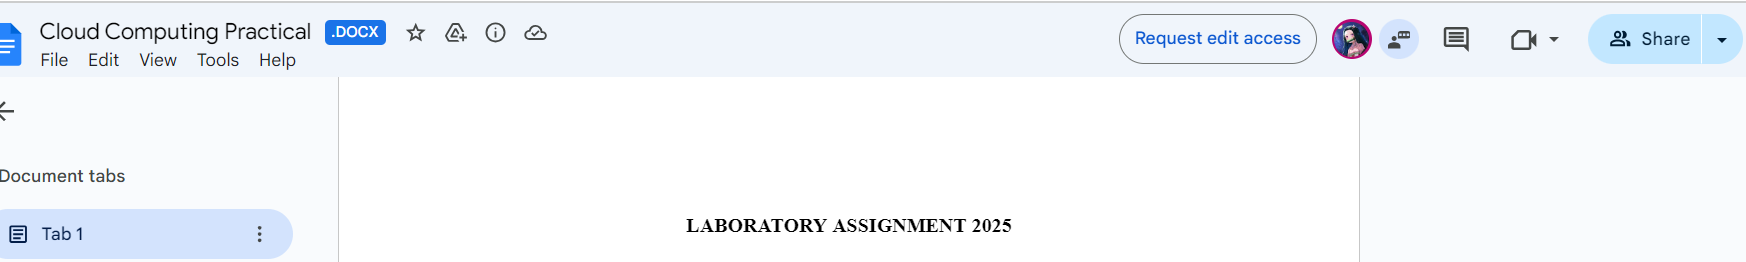 Cloud Computing Practical .DOCX
File Edit View Tools Help
Request edit access
Share
Document tabs
Tab 1
LABORATORY ASSIGNMENT 2025